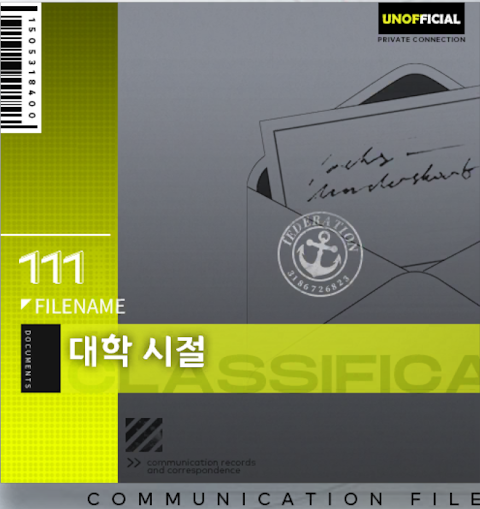 UNOFFICIAL
PRIVATE CONNECTION
1505318400
FEDERATION
3186726823
111
FILENAME
DOCUMENTS
대학 시절
CLASSIFICA
communication records
and correspondence
COMMUNICATION FILE